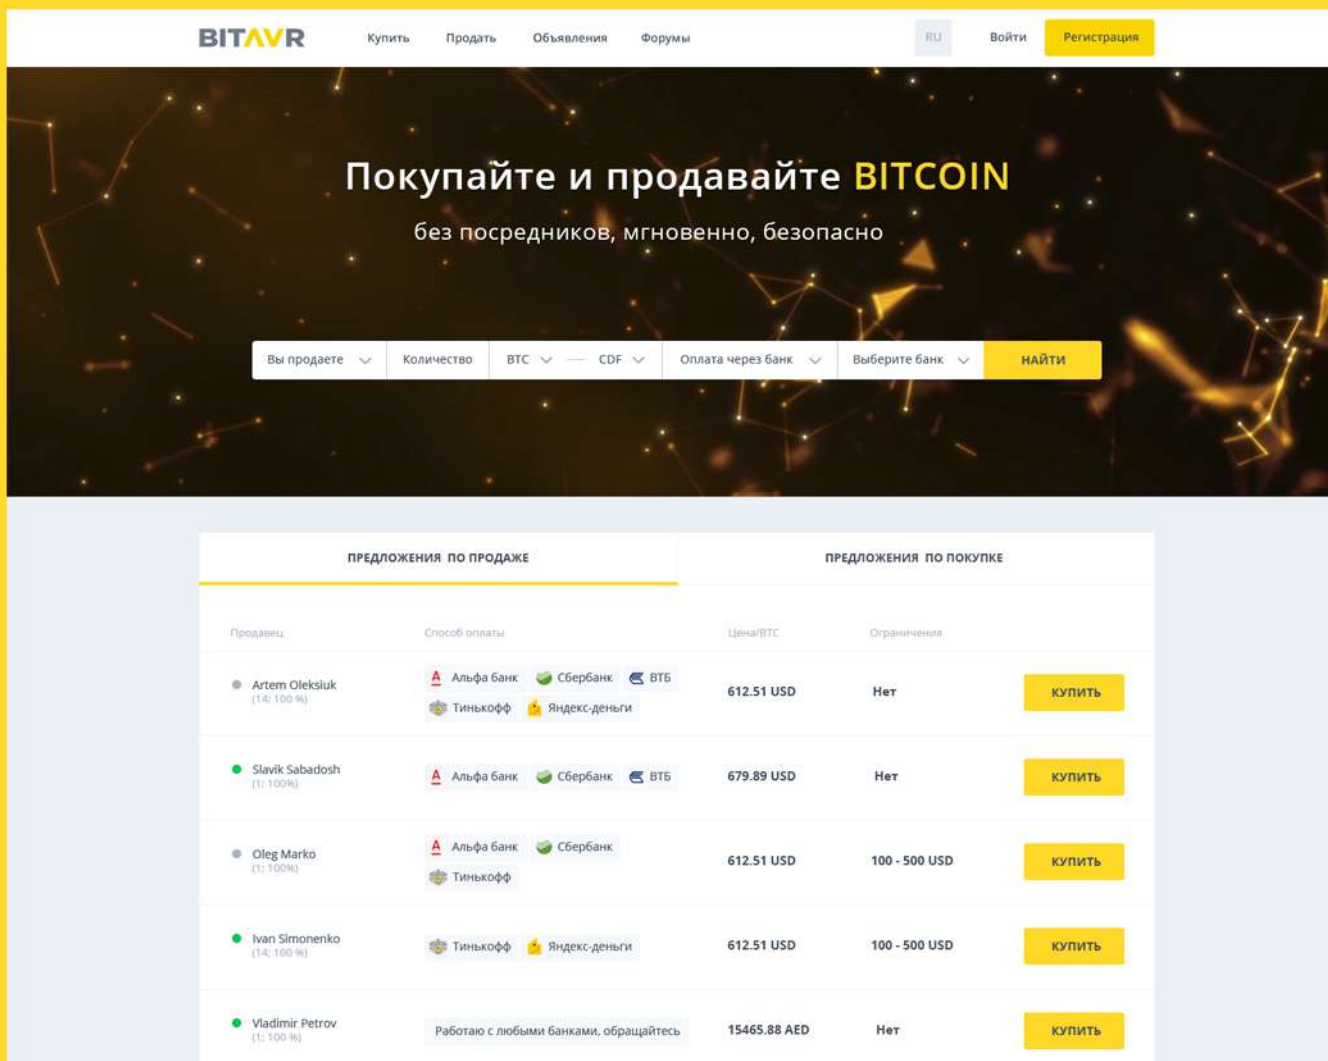 BITAVR Купить Продать Объявления Форумы RU Войти Регистрация
Покупайте и продавайте BITCOIN
без посредников, мгновенно, безопасно
Вы продаете Количество BTC — CDF Оплата через банк Выберите банк НАЙТИ
ПРЕДЛОЖЕНИЯ ПО ПРОДАЖЕ ПРЕДЛОЖЕНИЯ ПО ПОКУПКЕ
Продавец Способ оплаты Цена/BTC Ограничения
Artem Oleksiuk
(14; 100 %)
Альфа банк Сбербанк ВТБ
Тинькофф Яндекс-деньги
612.51 USD Нет КУПИТЬ
Slavik Sabadosh
(1; 100%)
Альфа банк Сбербанк ВТБ
679.89 USD Нет КУПИТЬ
Oleg Marko
(1; 100%)
Альфа банк Сбербанк
Тинькофф
612.51 USD 100 - 500 USD КУПИТЬ
Ivan Simonenko
(14; 100 %)
Тинькофф Яндекс-деньги
612.51 USD 100 - 500 USD КУПИТЬ
Vladimir Petrov
(1; 100 %)
Работаю с любыми банками, обращайтесь
15465.88 AED Нет КУПИТЬ